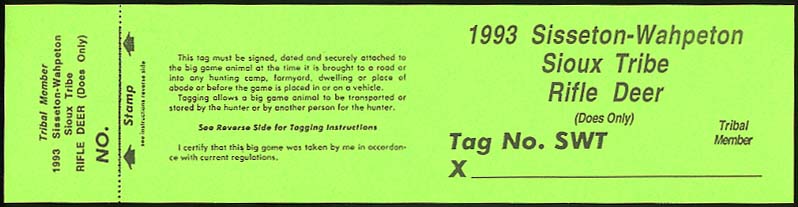 Tribal Member
1993 Sisseton-Wahpeton
Sioux Tribe
RIFLE DEER (Does Only)
NO.
Stamp
see instructions reverse side
This tag must be signed, dated and securely attached to
the big game animal at the time it is brought to a road or
into any hunting camp, farmyard, dwelling or place of
abode or before the game is placed in or on a vehicle.
Tagging allows a big game animal to be transported or
stored by the hunter or by another person for the hunter.
See Reverse Side for Tagging Instructions
I certify that this big game was taken by me in accordan-
ce with current regulations.
1993 Sisseton-Wahpeton
Sioux Tribe
Rifle Deer
(Does Only)
Tag No. SWT
Tribal
Member
X